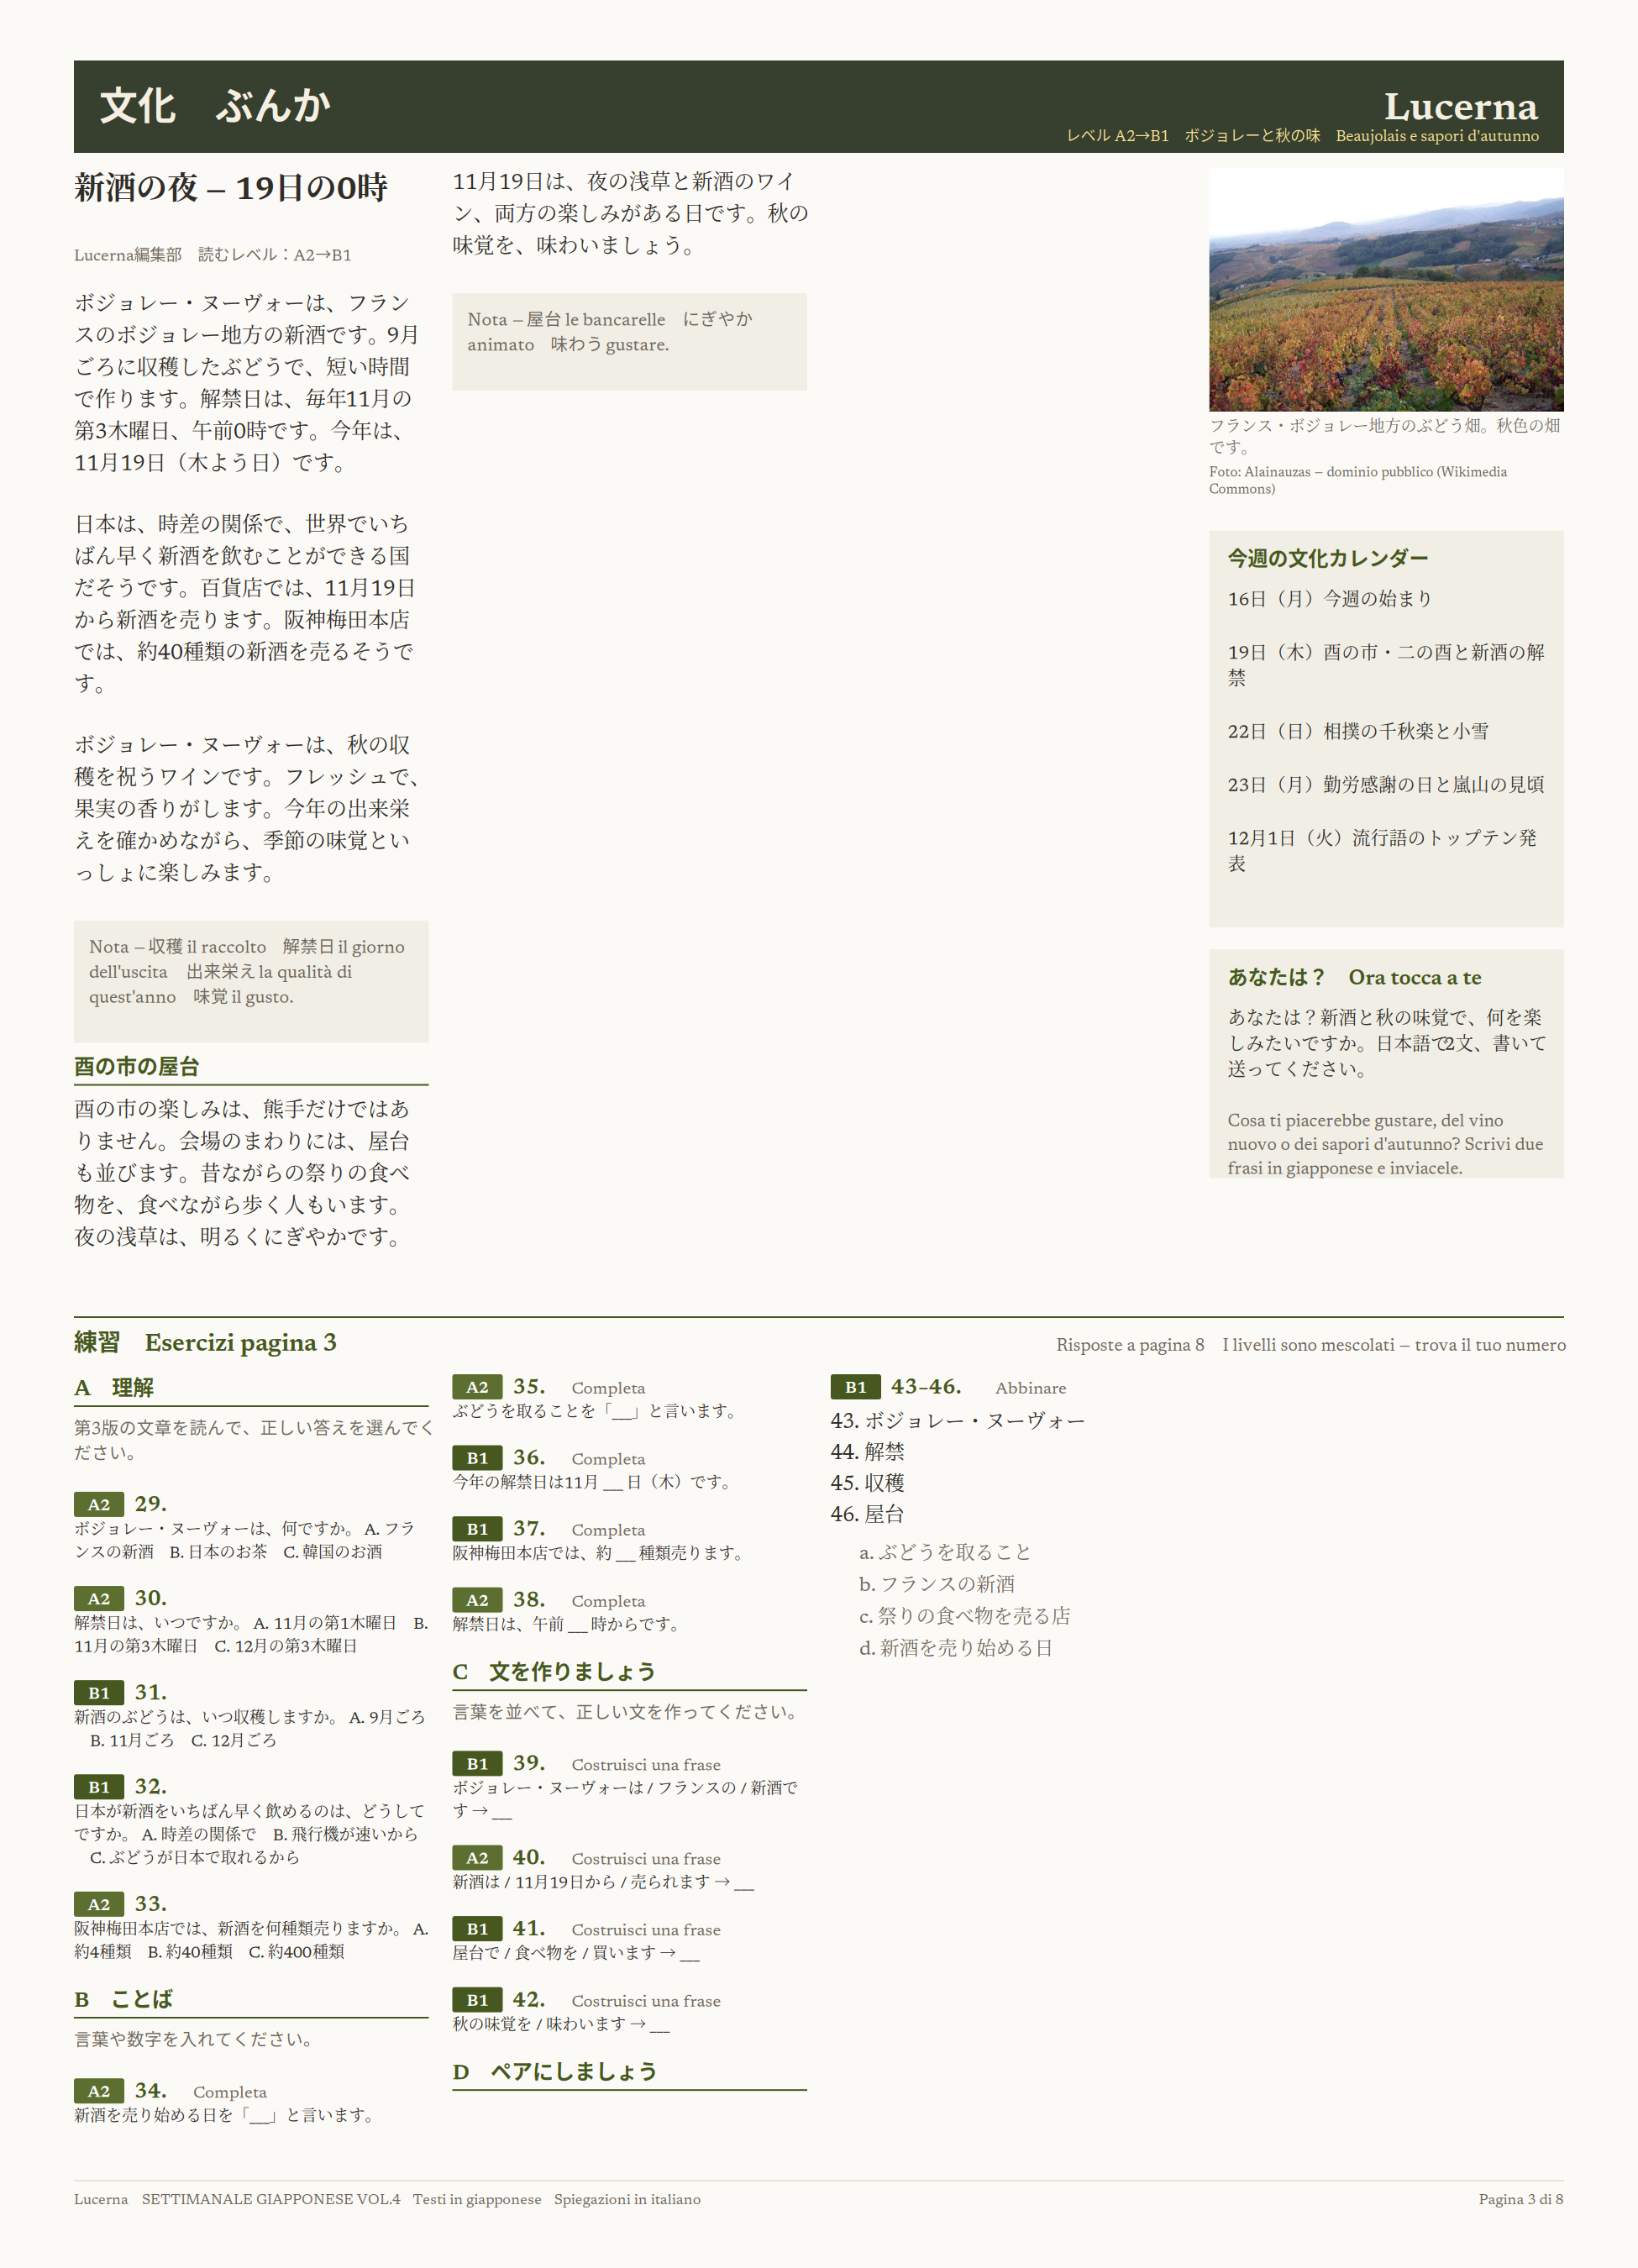 文化　ぶんか
Lucerna
レベル A2→B1　ボジョレーと秋の味　Beaujolais e sapori d'autunno
新酒の夜 – 19日の0時
Lucerna編集部　読むレベル：A2→B1
ボジョレー・ヌーヴォーは、フラン
スのボジョレー地方の新酒です。9月
ごろに収穫したぶどうで、短い時間
で作ります。解禁日は、毎年11月の
第3木曜日、午前0時です。今年は、
11月19日（木よう日）です。
日本は、時差の関係で、世界でいち
ばん早く新酒を飲むことができる国
だそうです。百貨店では、11月19日
から新酒を売ります。阪神梅田本店
では、約40種類の新酒を売るそうで
す。
ボジョレー・ヌーヴォーは、秋の収
穫を祝うワインです。フレッシュで、
果実の香りがします。今年の出来栄
えを確かめながら、季節の味覚とい
っしょに楽しみます。
Nota – 収穫 il raccolto　解禁日 il giorno
dell'uscita　出来栄え la qualità di
quest'anno　味覚 il gusto.
酉の市の屋台
酉の市の楽しみは、熊手だけではあ
りません。会場のまわりには、屋台
も並びます。昔ながらの祭りの食べ
物を、食べながら歩く人もいます。
夜の浅草は、明るくにぎやかです。
11月19日は、夜の浅草と新酒のワイ
ン、両方の楽しみがある日です。秋の
味覚を、味わいましょう。
Nota – 屋台 le bancarelle　にぎやか
animato　味わう gustare.
フランス・ボジョレー地方のぶどう畑。秋色の畑
です。
Foto: Alainauzas – dominio pubblico (Wikimedia
Commons)
今週の文化カレンダー
16日（月）今週の始まり
19日（木）酉の市・二の酉と新酒の解
禁
22日（日）相撲の千秋楽と小雪
23日（月）勤労感謝の日と嵐山の見頃
12月1日（火）流行語のトップテン発
表
あなたは？　Ora tocca a te
あなたは？新酒と秋の味覚で、何を楽
しみたいですか。日本語で2文、書いて
送ってください。
Cosa ti piacerebbe gustare, del vino
nuovo o dei sapori d'autunno? Scrivi due
frasi in giapponese e inviacele.
練習　Esercizi pagina 3
Risposte a pagina 8　I livelli sono mescolati – trova il tuo numero
A　理解
第3版の文章を読んで、正しい答えを選んでく
ださい。
A2 29.
ボジョレー・ヌーヴォーは、何ですか。 A. フラ
ンスの新酒　B. 日本のお茶　C. 韓国のお酒
A2 30.
解禁日は、いつですか。 A. 11月の第1木曜日　B.
11月の第3木曜日　C. 12月の第3木曜日
B1 31.
新酒のぶどうは、いつ収穫しますか。 A. 9月ごろ
B. 11月ごろ　C. 12月ごろ
B1 32.
日本が新酒をいちばん早く飲めるのは、どうして
ですか。 A. 時差の関係で　B. 飛行機が速いから
C. ぶどうが日本で取れるから
A2 33.
阪神梅田本店では、新酒を何種類売りますか。 A.
約4種類　B. 約40種類　C. 約400種類
B　ことば
言葉や数字を入れてください。
A2 34.　Completa
新酒を売り始める日を「___」と言います。
A2 35.　Completa
ぶどうを取ることを「___」と言います。
B1 36.　Completa
今年の解禁日は11月 ___ 日（木）です。
B1 37.　Completa
阪神梅田本店では、約 ___ 種類売ります。
A2 38.　Completa
解禁日は、午前 ___ 時からです。
C　文を作りましょう
言葉を並べて、正しい文を作ってください。
B1 39.　Costruisci una frase
ボジョレー・ヌーヴォーは / フランスの / 新酒で
す → ___
A2 40.　Costruisci una frase
新酒は / 11月19日から / 売られます → ___
B1 41.　Costruisci una frase
屋台で / 食べ物を / 買います → ___
B1 42.　Costruisci una frase
秋の味覚を / 味わいます → ___
D　ペアにしましょう
B1 43–46.　Abbinare
43. ボジョレー・ヌーヴォー
44. 解禁
45. 収穫
46. 屋台
a. ぶどうを取ること
b. フランスの新酒
c. 祭りの食べ物を売る店
d. 新酒を売り始める日
Lucerna　SETTIMANALE GIAPPONESE VOL.4　Testi in giapponese　Spiegazioni in italiano
Pagina 3 di 8